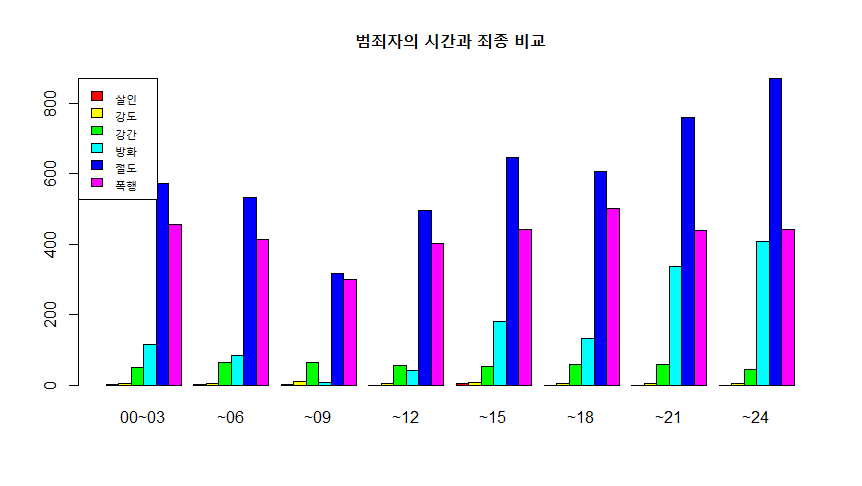 범죄자의 시간과 죄종 비교
살인
강도
강간
방화
절도
폭행
800
600
400
200
0
00~03 ~06 ~09 ~12 ~15 ~18 ~21 ~24